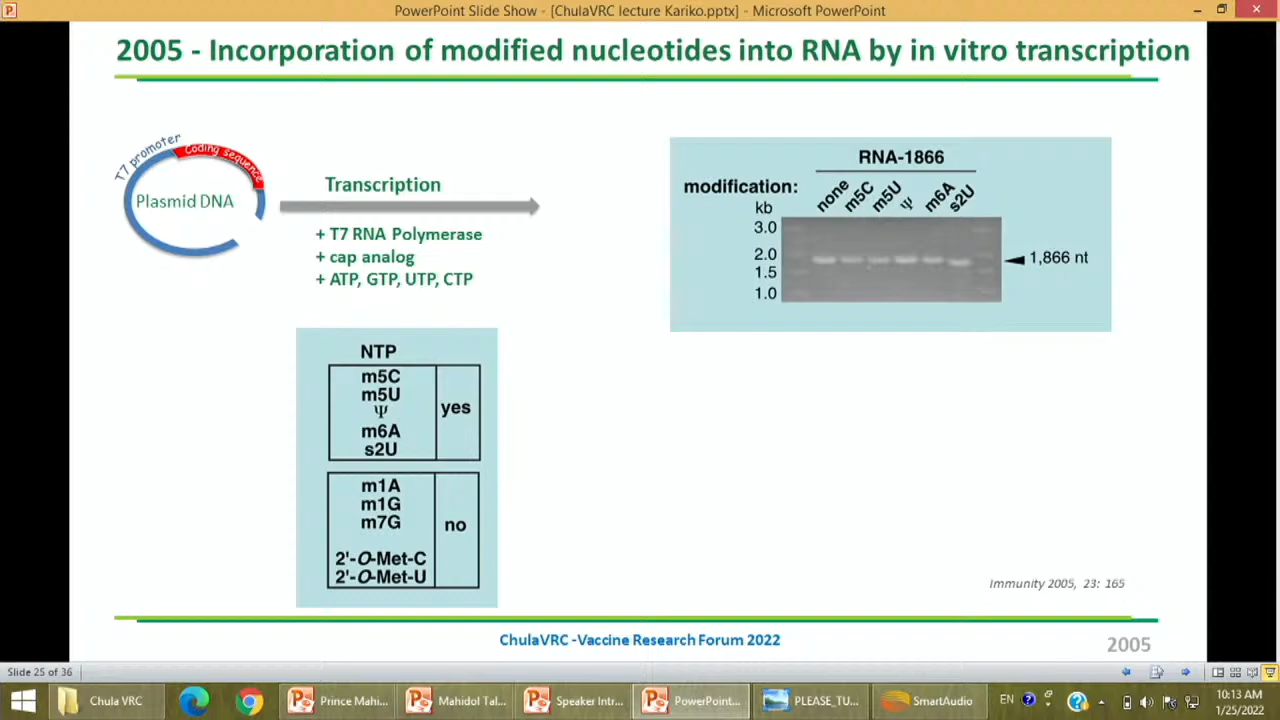 PowerPoint Slide Show - [ChulaVRC lecture Kariko.pptx] - Microsoft PowerPoint
2005 - Incorporation of modified nucleotides into RNA by in vitro transcription
T7 promoter
Coding sequence
Plasmid DNA
Transcription
+ T7 RNA Polymerase
+ cap analog
+ ATP, GTP, UTP, CTP
RNA-1866
modification:
none m5C m5U Ψ m6A s2U
kb
3.0
2.0
1.5
1.0
1,866 nt
NTP
m5C
m5U
Ψ
m6A
s2U
yes
m1A
m1G
m7G
2'-O-Met-C
2'-O-Met-U
no
Immunity 2005, 23: 165
ChulaVRC -Vaccine Research Forum 2022
2005
Slide 25 of 36
Chula VRC
Prince Mahi...
Mahidol Tal...
Speaker Intr...
PowerPoint...
PLEASE_TU...
SmartAudio
EN
10:13 AM
1/25/2022